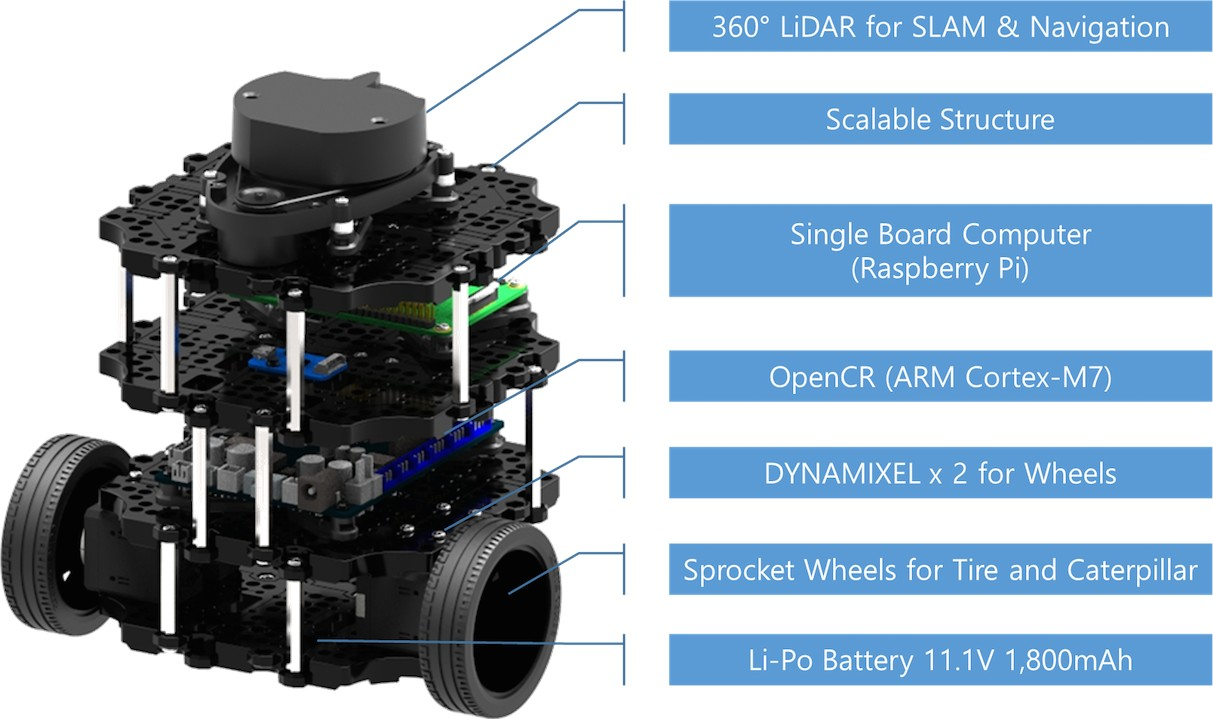 360° LiDAR for SLAM & Navigation
Scalable Structure
Single Board Computer
(Raspberry Pi)
OpenCR (ARM Cortex-M7)
DYNAMIXEL x 2 for Wheels
Sprocket Wheels for Tire and Caterpillar
Li-Po Battery 11.1V 1,800mAh